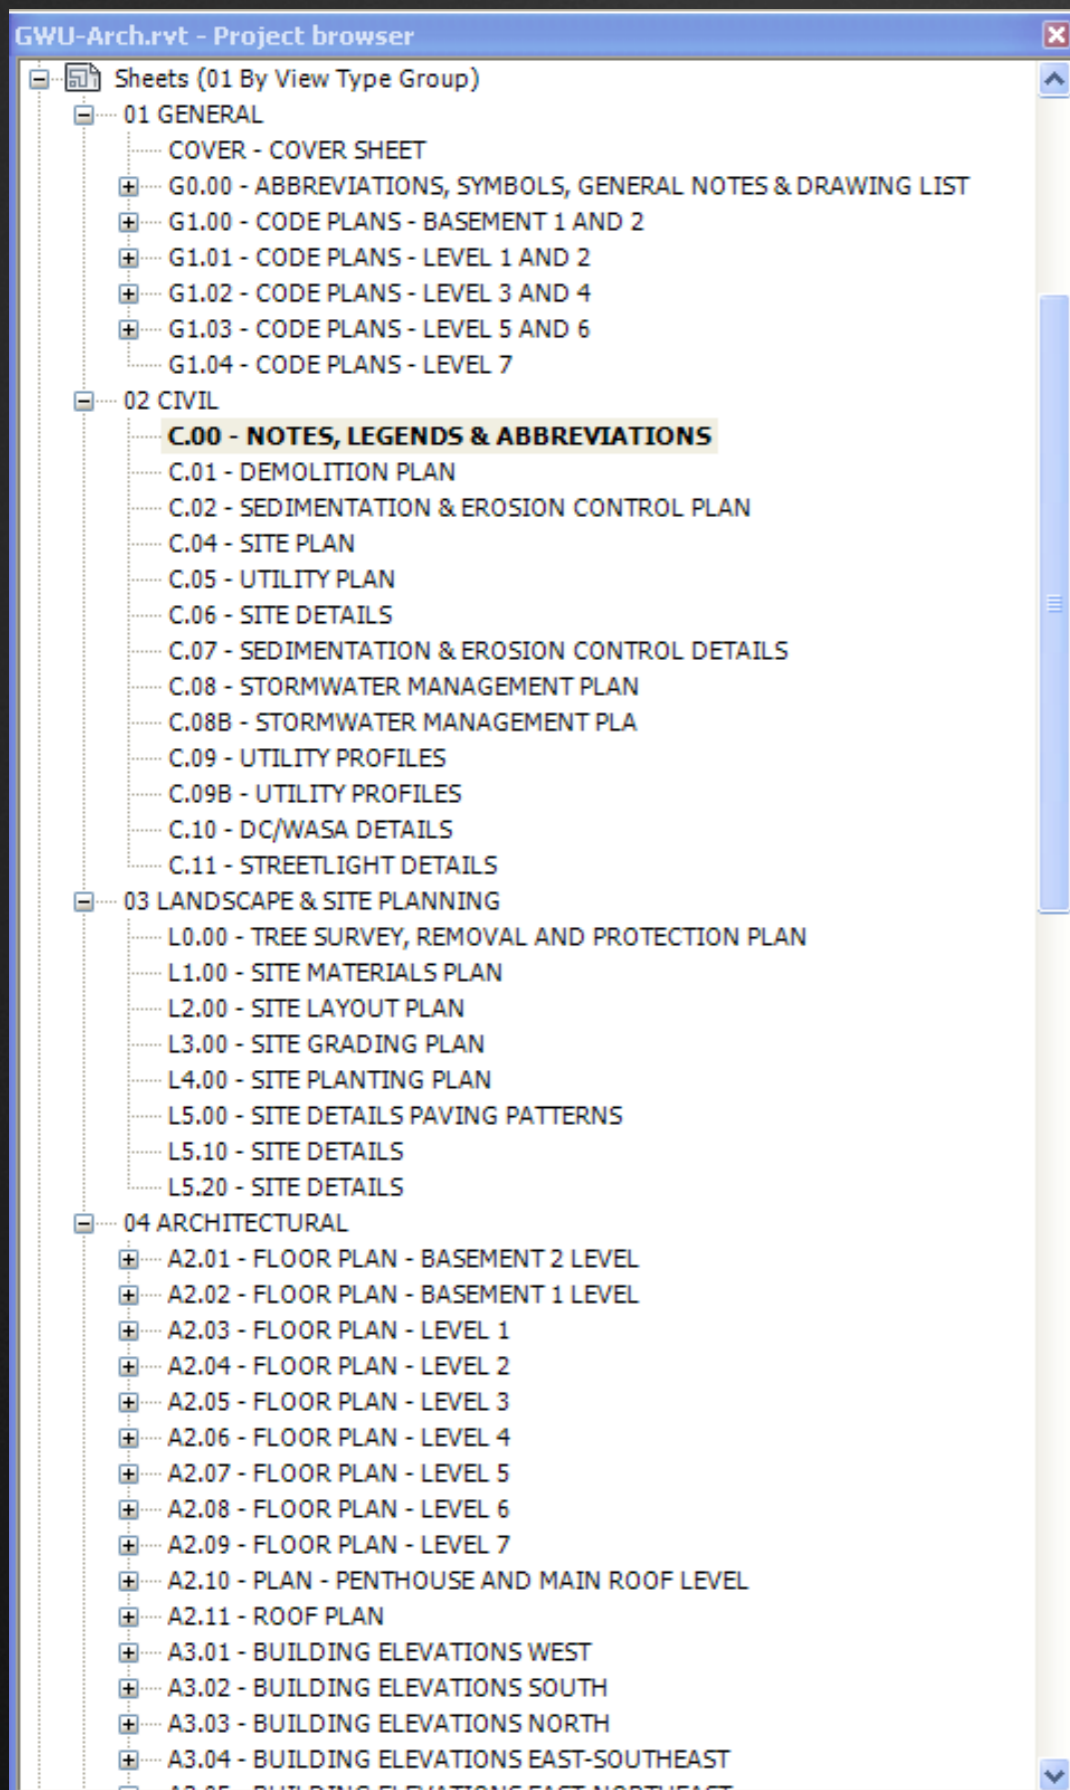 GWU-Arch.rvt - Project browser
Sheets (01 By View Type Group)
01 GENERAL
COVER - COVER SHEET
G0.00 - ABBREVIATIONS, SYMBOLS, GENERAL NOTES & DRAWING LIST
G1.00 - CODE PLANS - BASEMENT 1 AND 2
G1.01 - CODE PLANS - LEVEL 1 AND 2
G1.02 - CODE PLANS - LEVEL 3 AND 4
G1.03 - CODE PLANS - LEVEL 5 AND 6
G1.04 - CODE PLANS - LEVEL 7
02 CIVIL
C.00 - NOTES, LEGENDS & ABBREVIATIONS
C.01 - DEMOLITION PLAN
C.02 - SEDIMENTATION & EROSION CONTROL PLAN
C.04 - SITE PLAN
C.05 - UTILITY PLAN
C.06 - SITE DETAILS
C.07 - SEDIMENTATION & EROSION CONTROL DETAILS
C.08 - STORMWATER MANAGEMENT PLAN
C.08B - STORMWATER MANAGEMENT PLA
C.09 - UTILITY PROFILES
C.09B - UTILITY PROFILES
C.10 - DC/WASA DETAILS
C.11 - STREETLIGHT DETAILS
03 LANDSCAPE & SITE PLANNING
L0.00 - TREE SURVEY, REMOVAL AND PROTECTION PLAN
L1.00 - SITE MATERIALS PLAN
L2.00 - SITE LAYOUT PLAN
L3.00 - SITE GRADING PLAN
L4.00 - SITE PLANTING PLAN
L5.00 - SITE DETAILS PAVING PATTERNS
L5.10 - SITE DETAILS
L5.20 - SITE DETAILS
04 ARCHITECTURAL
A2.01 - FLOOR PLAN - BASEMENT 2 LEVEL
A2.02 - FLOOR PLAN - BASEMENT 1 LEVEL
A2.03 - FLOOR PLAN - LEVEL 1
A2.04 - FLOOR PLAN - LEVEL 2
A2.05 - FLOOR PLAN - LEVEL 3
A2.06 - FLOOR PLAN - LEVEL 4
A2.07 - FLOOR PLAN - LEVEL 5
A2.08 - FLOOR PLAN - LEVEL 6
A2.09 - FLOOR PLAN - LEVEL 7
A2.10 - PLAN - PENTHOUSE AND MAIN ROOF LEVEL
A2.11 - ROOF PLAN
A3.01 - BUILDING ELEVATIONS WEST
A3.02 - BUILDING ELEVATIONS SOUTH
A3.03 - BUILDING ELEVATIONS NORTH
A3.04 - BUILDING ELEVATIONS EAST-SOUTHEAST
A3.05 - BUILDING ELEVATIONS EAST-NORTHEAST